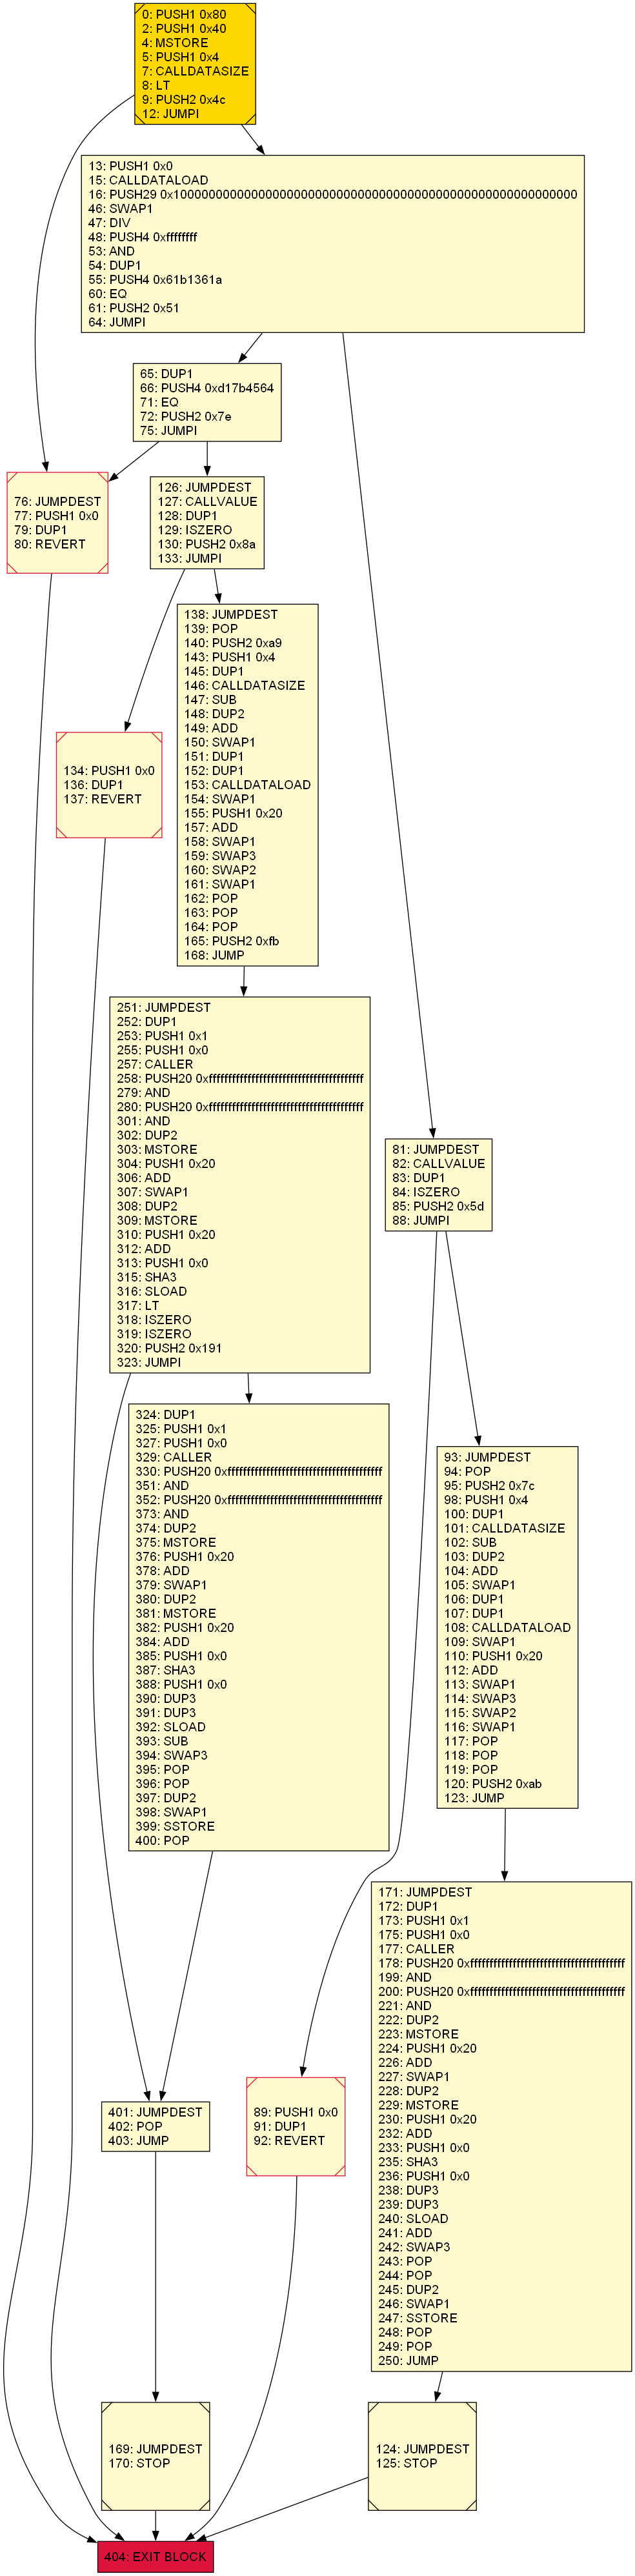 0: PUSH1 0x80
2: PUSH1 0x40
4: MSTORE
5: PUSH1 0x4
7: CALLDATASIZE
8: LT
9: PUSH2 0x4c
12: JUMPI
13: PUSH1 0x0
15: CALLDATALOAD
16: PUSH29 0x100000000000000000000000000000000000000000000000000000000
46: SWAP1
47: DIV
48: PUSH4 0xffffffff
53: AND
54: DUP1
55: PUSH4 0x61b1361a
60: EQ
61: PUSH2 0x51
64: JUMPI
65: DUP1
66: PUSH4 0xd17b4564
71: EQ
72: PUSH2 0x7e
75: JUMPI
76: JUMPDEST
77: PUSH1 0x0
79: DUP1
80: REVERT
126: JUMPDEST
127: CALLVALUE
128: DUP1
129: ISZERO
130: PUSH2 0x8a
133: JUMPI
134: PUSH1 0x0
136: DUP1
137: REVERT
138: JUMPDEST
139: POP
140: PUSH2 0xa9
143: PUSH1 0x4
145: DUP1
146: CALLDATASIZE
147: SUB
148: DUP2
149: ADD
150: SWAP1
151: DUP1
152: DUP1
153: CALLDATALOAD
154: SWAP1
155: PUSH1 0x20
157: ADD
158: SWAP1
159: SWAP3
160: SWAP2
161: SWAP1
162: POP
163: POP
164: POP
165: PUSH2 0xfb
168: JUMP
251: JUMPDEST
252: DUP1
253: PUSH1 0x1
255: PUSH1 0x0
257: CALLER
258: PUSH20 0xffffffffffffffffffffffffffffffffffffffff
279: AND
280: PUSH20 0xffffffffffffffffffffffffffffffffffffffff
301: AND
302: DUP2
303: MSTORE
304: PUSH1 0x20
306: ADD
307: SWAP1
308: DUP2
309: MSTORE
310: PUSH1 0x20
312: ADD
313: PUSH1 0x0
315: SHA3
316: SLOAD
317: LT
318: ISZERO
319: ISZERO
320: PUSH2 0x191
323: JUMPI
81: JUMPDEST
82: CALLVALUE
83: DUP1
84: ISZERO
85: PUSH2 0x5d
88: JUMPI
324: DUP1
325: PUSH1 0x1
327: PUSH1 0x0
329: CALLER
330: PUSH20 0xffffffffffffffffffffffffffffffffffffffff
351: AND
352: PUSH20 0xffffffffffffffffffffffffffffffffffffffff
373: AND
374: DUP2
375: MSTORE
376: PUSH1 0x20
378: ADD
379: SWAP1
380: DUP2
381: MSTORE
382: PUSH1 0x20
384: ADD
385: PUSH1 0x0
387: SHA3
388: PUSH1 0x0
390: DUP3
391: DUP3
392: SLOAD
393: SUB
394: SWAP3
395: POP
396: POP
397: DUP2
398: SWAP1
399: SSTORE
400: POP
93: JUMPDEST
94: POP
95: PUSH2 0x7c
98: PUSH1 0x4
100: DUP1
101: CALLDATASIZE
102: SUB
103: DUP2
104: ADD
105: SWAP1
106: DUP1
107: DUP1
108: CALLDATALOAD
109: SWAP1
110: PUSH1 0x20
112: ADD
113: SWAP1
114: SWAP3
115: SWAP2
116: SWAP1
117: POP
118: POP
119: POP
120: PUSH2 0xab
123: JUMP
171: JUMPDEST
172: DUP1
173: PUSH1 0x1
175: PUSH1 0x0
177: CALLER
178: PUSH20 0xffffffffffffffffffffffffffffffffffffffff
199: AND
200: PUSH20 0xffffffffffffffffffffffffffffffffffffffff
221: AND
222: DUP2
223: MSTORE
224: PUSH1 0x20
226: ADD
227: SWAP1
228: DUP2
229: MSTORE
230: PUSH1 0x20
232: ADD
233: PUSH1 0x0
235: SHA3
236: PUSH1 0x0
238: DUP3
239: DUP3
240: SLOAD
241: ADD
242: SWAP3
243: POP
244: POP
245: DUP2
246: SWAP1
247: SSTORE
248: POP
249: POP
250: JUMP
401: JUMPDEST
402: POP
403: JUMP
89: PUSH1 0x0
91: DUP1
92: REVERT
169: JUMPDEST
170: STOP
124: JUMPDEST
125: STOP
404: EXIT BLOCK